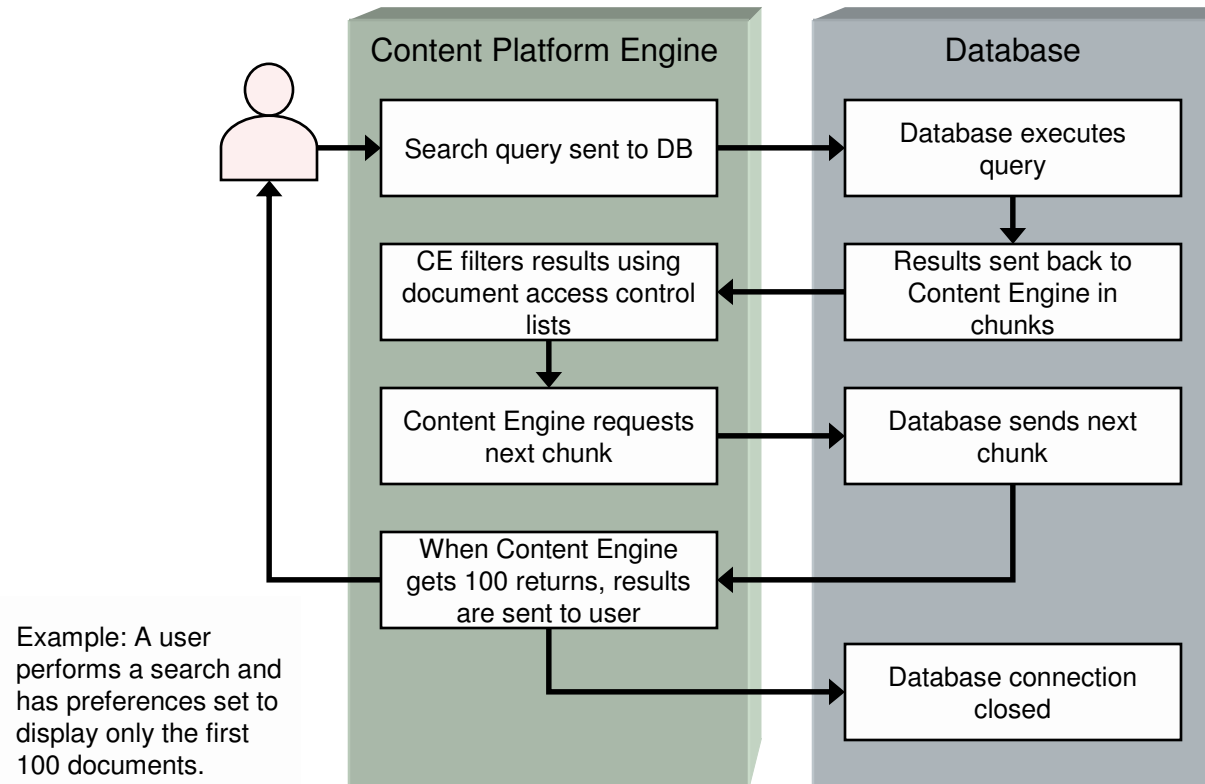 Content Platform Engine
Database
Search query sent to DB
Database executes
query
CE filters results using
document access control
lists
Results sent back to
Content Engine in
chunks
Content Engine requests
next chunk
Database sends next
chunk
When Content Engine
gets 100 returns, results
are sent to user
Database connection
closed
Example: A user
performs a search and
has preferences set to
display only the first
100 documents.